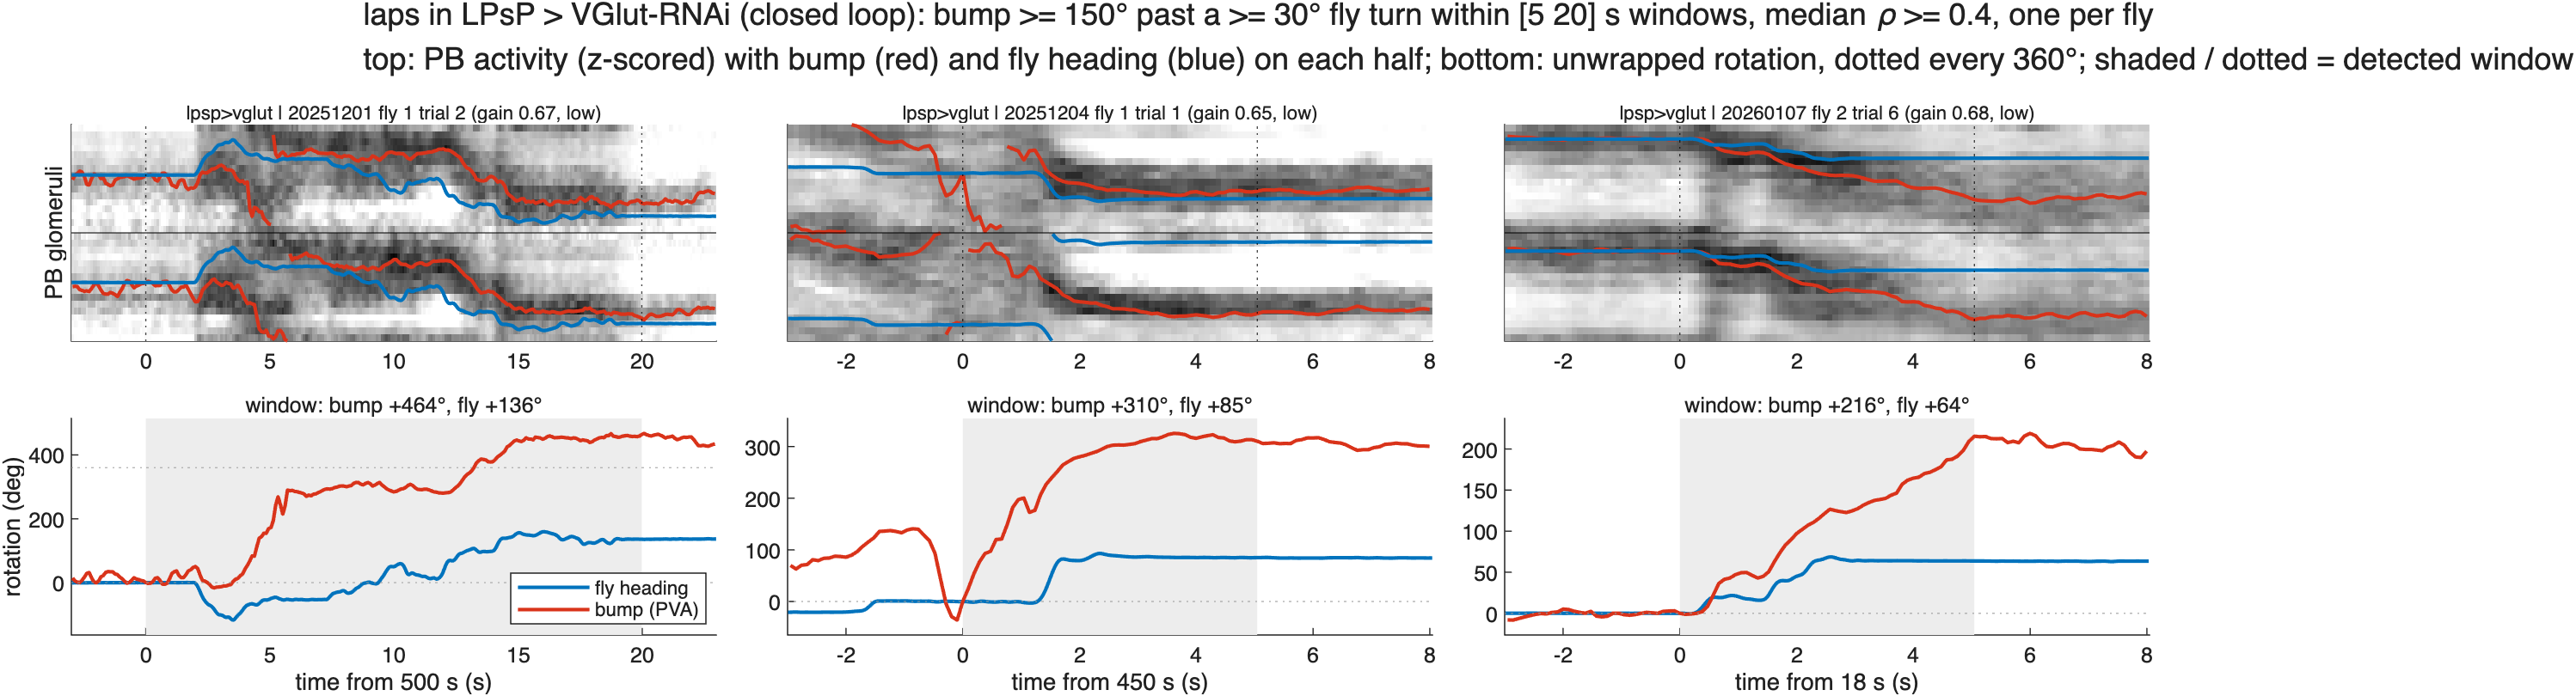 laps in LPsP > VGlut-RNAi (closed loop): bump >= 150° past a >= 30° fly turn within [5 20] s windows, median ρ >= 0.4, one per fly
top: PB activity (z-scored) with bump (red) and fly heading (blue) on each half; bottom: unwrapped rotation, dotted every 360°; shaded / dotted = detected window
lpsp>vglut | 20251201 fly 1 trial 2 (gain 0.67, low)
PB glomeruli
0 5 10 15 20
lpsp>vglut | 20251204 fly 1 trial 1 (gain 0.65, low)
-2 0 2 4 6 8
lpsp>vglut | 20260107 fly 2 trial 6 (gain 0.68, low)
-2 0 2 4 6 8
window: bump +464°, fly +136°
rotation (deg)
400
200
0
fly heading
bump (PVA)
0 5 10 15 20
time from 500 s (s)
window: bump +310°, fly +85°
300
200
100
0
-2 0 2 4 6 8
time from 450 s (s)
window: bump +216°, fly +64°
200
150
100
50
0
-2 0 2 4 6 8
time from 18 s (s)